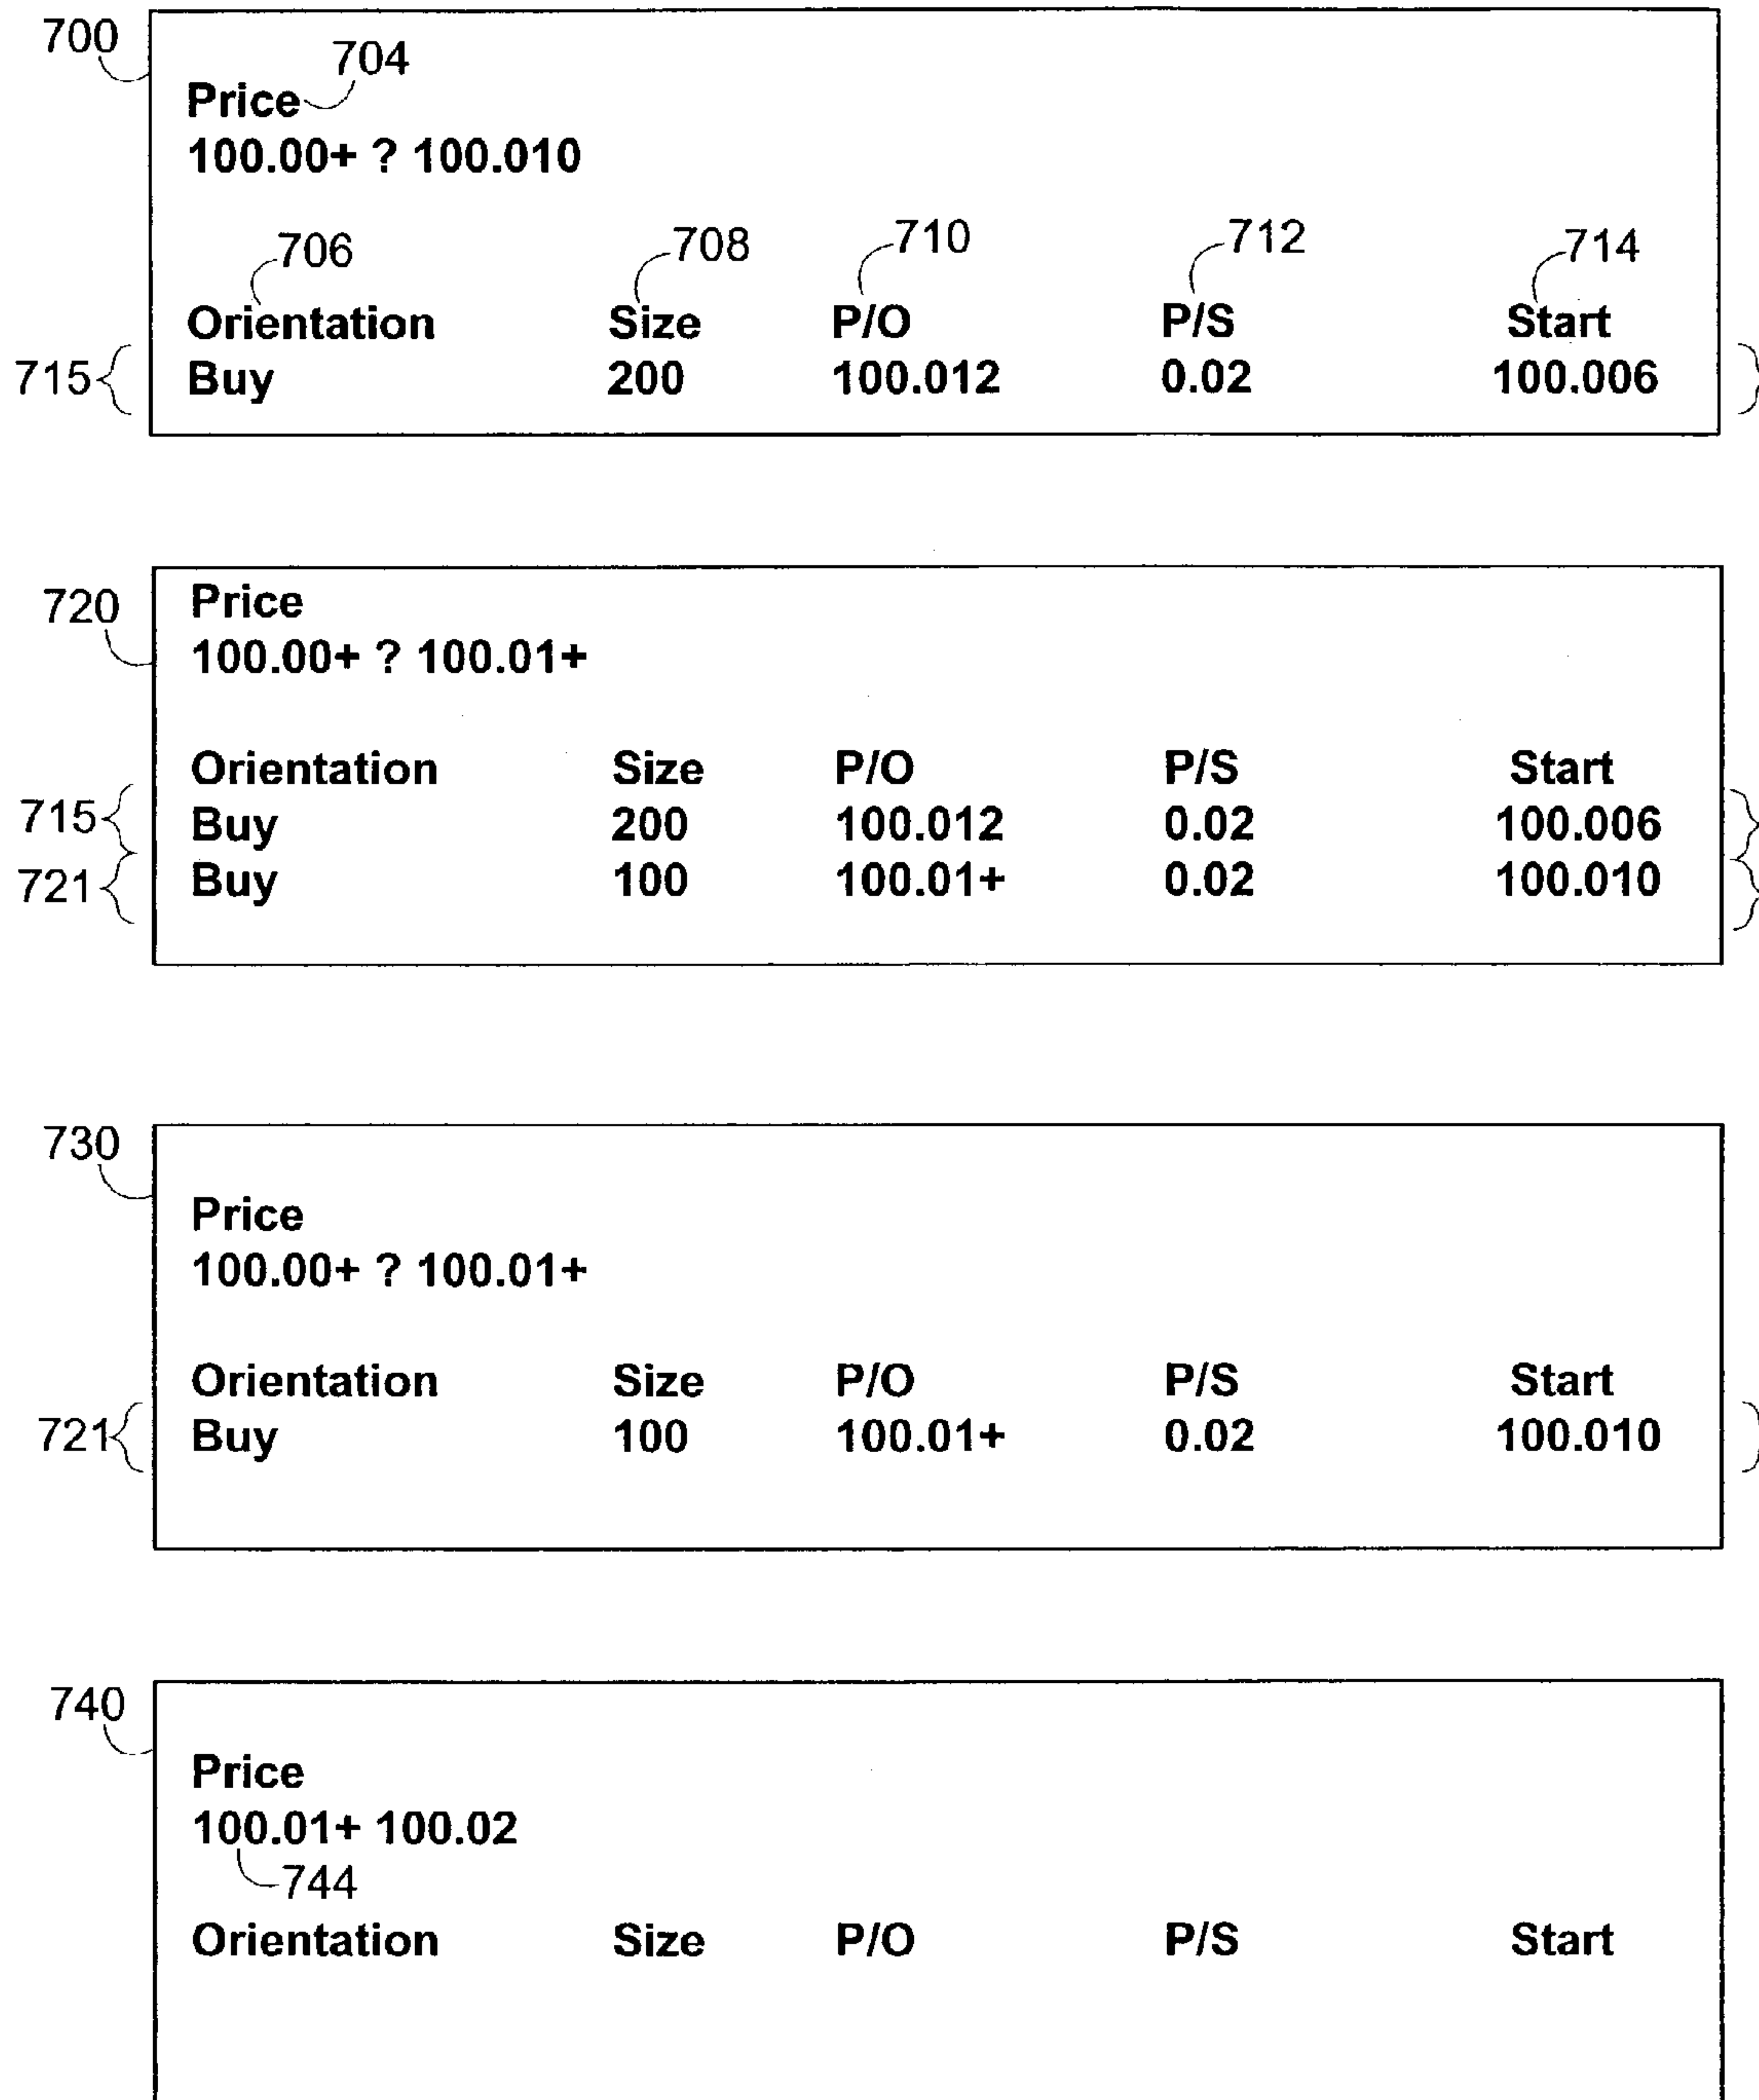 700
704
Price
100.00+ ? 100.010
706 708 710 712 714
Orientation Size P/O P/S Start
715 Buy 200 100.012 0.02 100.006
720 Price
100.00+ ? 100.01+
Orientation Size P/O P/S Start
715 Buy 200 100.012 0.02 100.006
721 Buy 100 100.01+ 0.02 100.010
730
Price
100.00+ ? 100.01+
Orientation Size P/O P/S Start
721 Buy 100 100.01+ 0.02 100.010
740
Price
100.01+ 100.02
744
Orientation Size P/O P/S Start